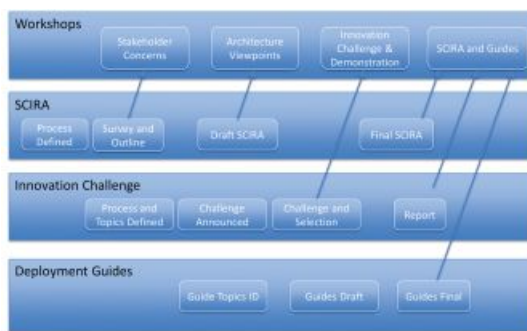 Workshops
Stakeholder
Concerns
Architecture
Viewpoints
Innovation
Challenge &
Demonstration
SCIRA and Guides
SCIRA
Process
Defined
Survey and
Outline
Draft SCIRA
Final SCIRA
Innovation Challenge
Process and
Topics Defined
Challenge
Announced
Challenge and
Selection
Report
Deployment Guides
Guide Topics ID
Guides Draft
Guides Final